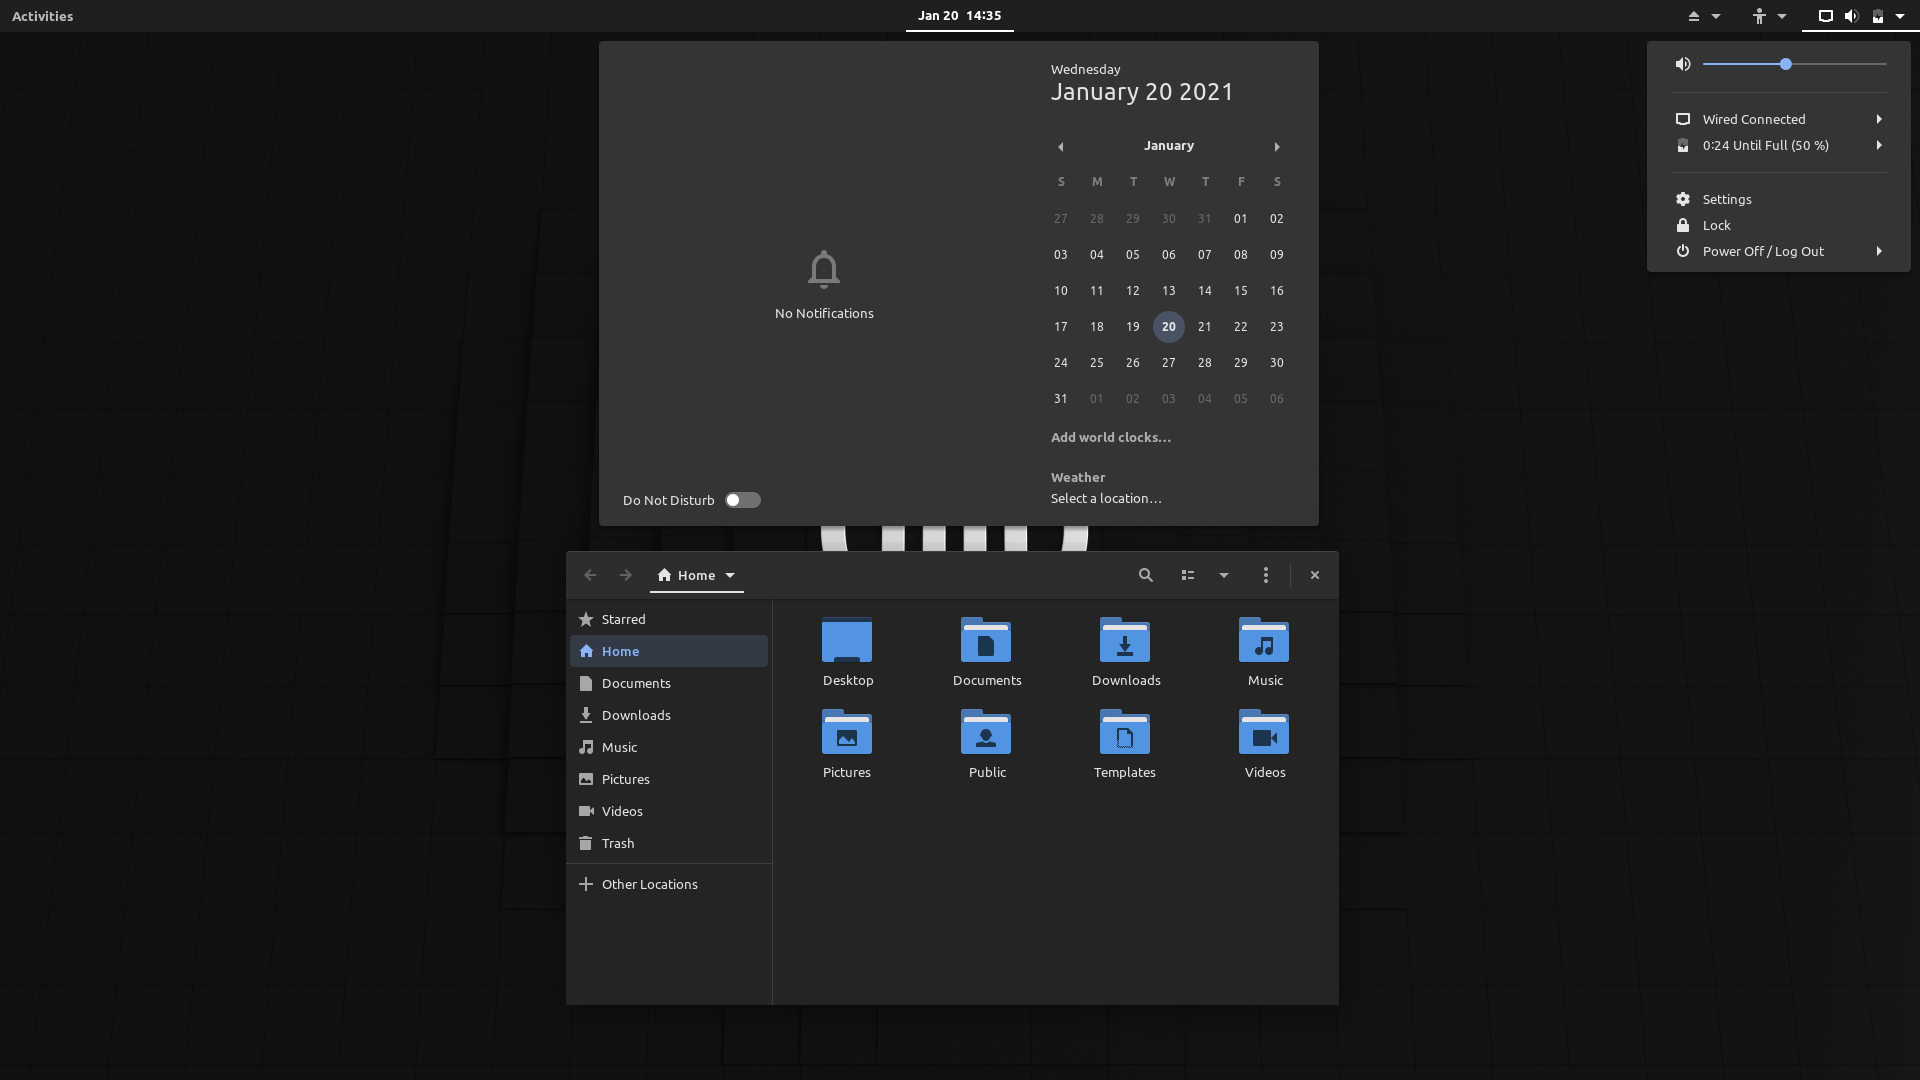 Activities
Jan 20 14:35
Wednesday
January 20 2021
January
S M T W T F S
27 28 29 30 31 01 02
03 04 05 06 07 08 09
10 11 12 13 14 15 16
17 18 19 20 21 22 23
24 25 26 27 28 29 30
31 01 02 03 04 05 06
Add world clocks…
Weather
Select a location…
No Notifications
Do Not Disturb
Wired Connected
0:24 Until Full (50 %)
Settings
Lock
Power Off / Log Out
Home
Starred
Home
Documents
Downloads
Music
Pictures
Videos
Trash
Other Locations
Desktop
Documents
Downloads
Music
Pictures
Public
Templates
Videos